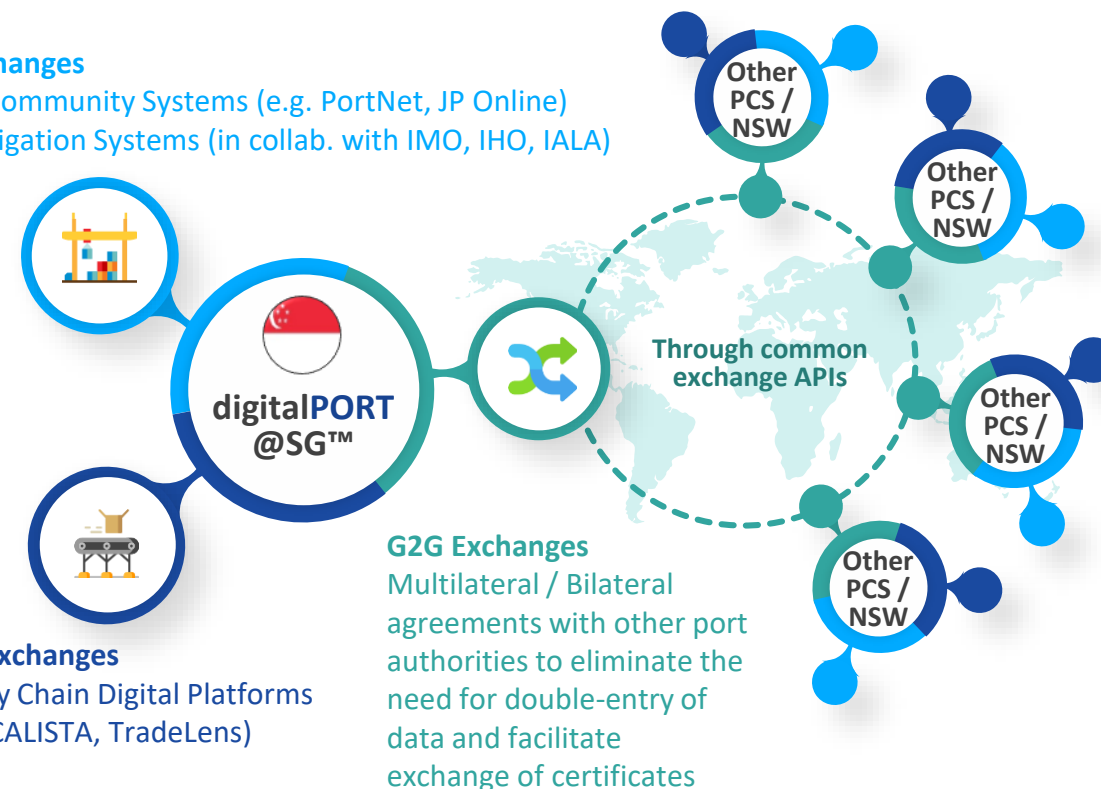 hanges
ommunity Systems (e.g. PortNet, JP Online)
igation Systems (in collab. with IMO, IHO, IALA)
digitalPORT
@SG™
xchanges
y Chain Digital Platforms
CALISTA, TradeLens)
G2G Exchanges
Multilateral / Bilateral
agreements with other port
authorities to eliminate the
need for double-entry of
data and facilitate
exchange of certificates
Through common
exchange APIs
Other
PCS /
NSW
Other
PCS /
NSW
Other
PCS /
NSW
Other
PCS /
NSW